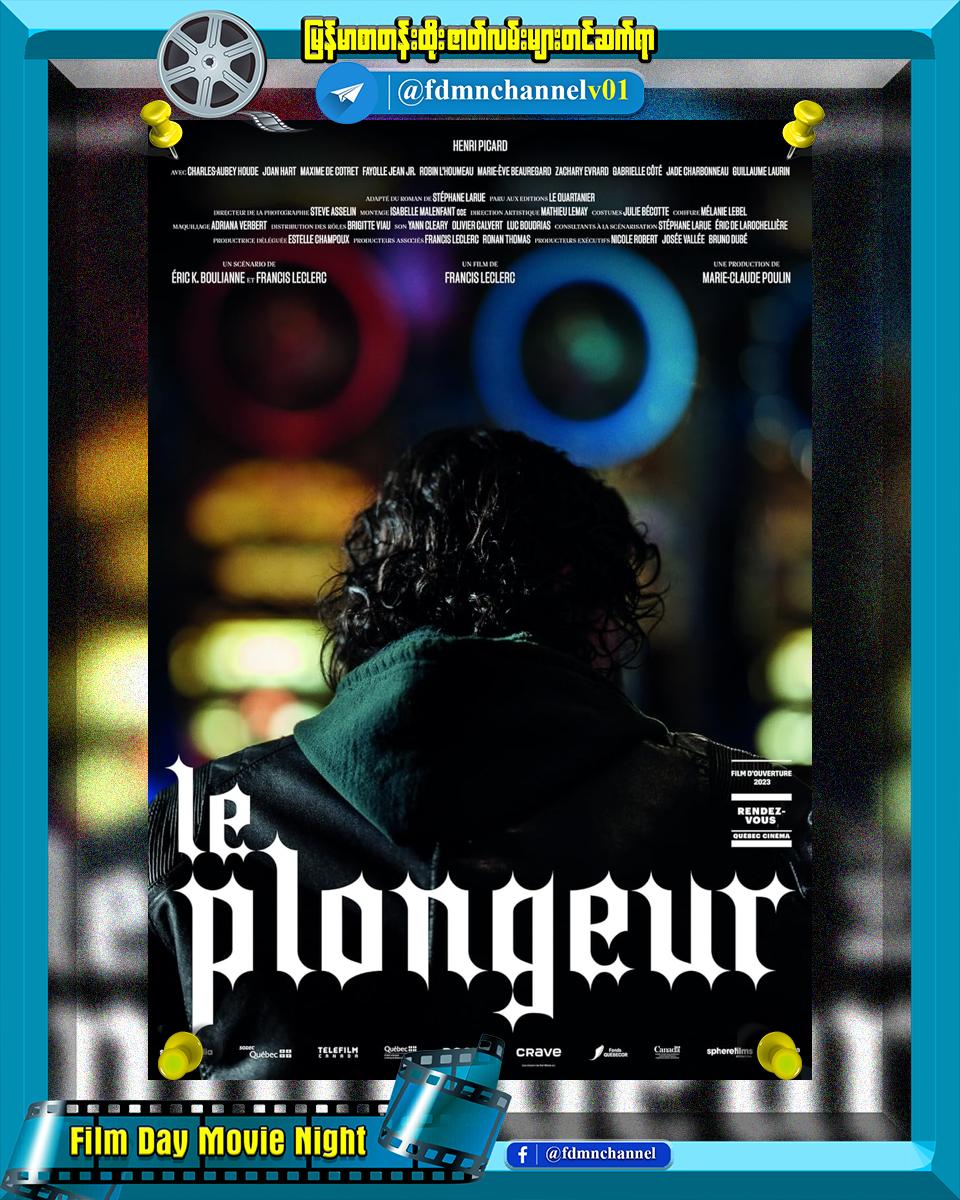 မြန်မာစာတန်းထိုးဇာတ်လမ်းများတင်ဆက်ရာ
@fdmnchannelv01
HENRI PICARD
AVEC CHARLES-AUBEY HOUDE JOAN HART MAXIME DE COTRET FAYOLLE JEAN JR. ROBIN L'HOUMEAU MARIE-ÈVE BEAUREGARD ZACHARY EVRARD GABRIELLE CÔTÉ JADE CHARBONNEAU GUILLAUME LAURIN
ADAPTÉ DU ROMAN DE STÉPHANE LARUE PARU AUX EDITIONS LE QUARTANIER
DIRECTEUR DE LA PHOTOGRAPHIE STEVE ASSELIN MONTAGE ISABELLE MALENFANT CCE DIRECTION ARTISTIQUE MATHIEU LEMAY COSTUMES JULIE BÉCOTTE COIFFURE MÉLANIE LEBEL
MAQUILLAGE ADRIANA VERBERT DISTRIBUTION DES RÔLES BRIGITTE VIAU SON YANN CLEARY OLIVIER CALVERT LUC BOUDRIAS CONSULTANTS À LA SCÉNARISATION STÉPHANE LARUE ÉRIC DE LAROCHELLIÈRE
PRODUCTRICE DÉLÉGUÉE ESTELLE CHAMPOUX PRODUCTEURS ASSOCIÉS FRANCIS LECLERC RONAN THOMAS PRODUCTEURS EXÉCUTIFS NICOLE ROBERT JOSÉE VALLÉE BRUNO DUBÉ
UN SCÉNARIO DE
ÉRIC K. BOULIANNE ET FRANCIS LECLERC
UN FILM DE
FRANCIS LECLERC
UNE PRODUCTION DE
MARIE-CLAUDE POULIN
FILM D'OUVERTURE
2023
RENDEZ-
VOUS
QUÉBEC CINÉMA
le
plongeur
SODEC
Québec
TELEFILM
CANADA
Québec
CRAVE
Fonds
QUÉBECOR
Canada
spherefilms
Film Day Movie Night
@fdmnchannel